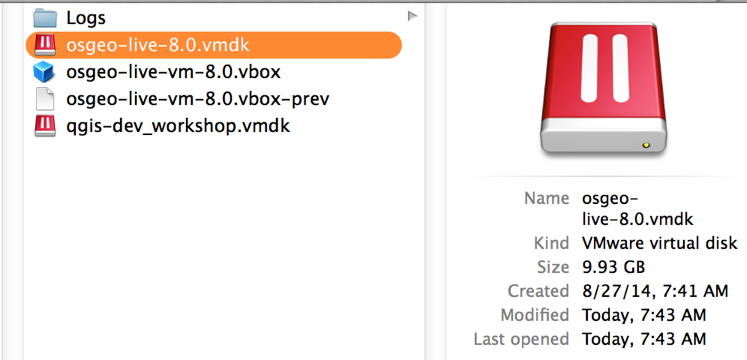 Logs
osgeo-live-8.0.vmdk
osgeo-live-vm-8.0.vbox
osgeo-live-vm-8.0.vbox-prev
qgis-dev_workshop.vmdk
Name osgeo-
live-8.0.vmdk
Kind VMware virtual disk
Size 9.93 GB
Created 8/27/14, 7:41 AM
Modified Today, 7:43 AM
Last opened Today, 7:43 AM